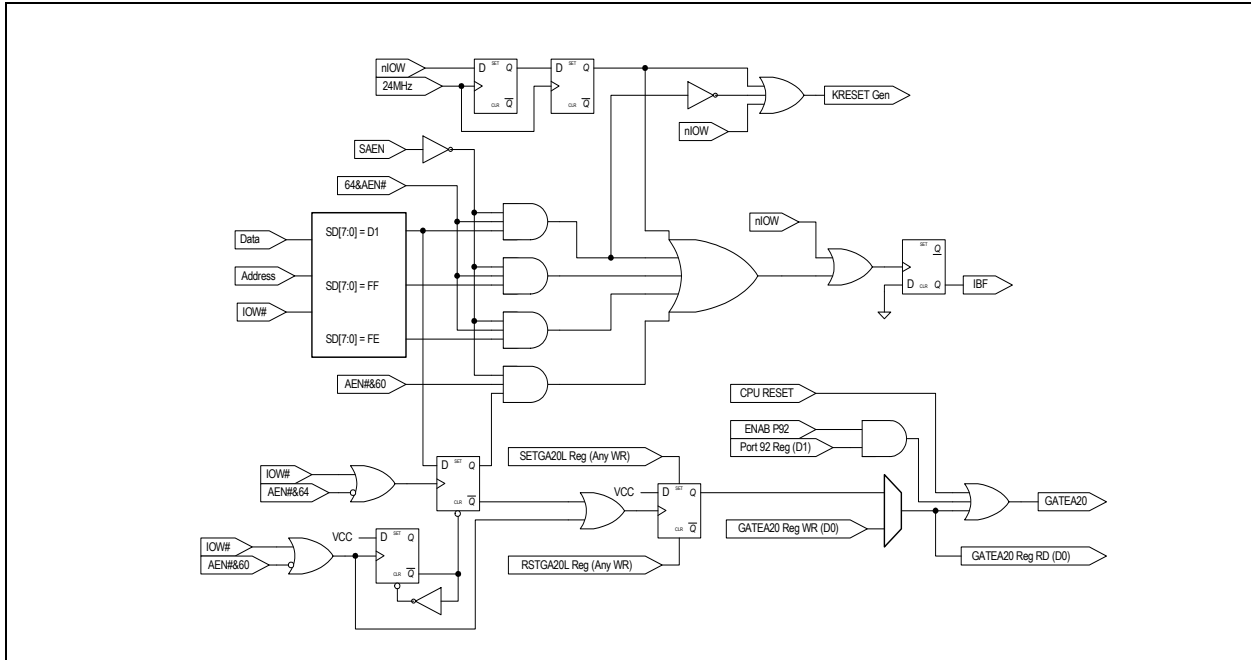 nIOW
24MHz
D SET Q
CLR Q
D SET Q
CLR Q
KRESET Gen
nIOW
SAEN
64&AEN#
Data
Address
IOW#
SD[7:0] = D1
SD[7:0] = FF
SD[7:0] = FE
AEN#&60
nIOW
SET Q
D CLR Q
IBF
CPU RESET
ENAB P92
Port 92 Reg (D1)
GATEA20
IOW#
AEN#&64
D SET Q
CLR Q
SETGA20L Reg (Any WR)
VCC
D SET Q
CLR Q
RSTGA20L Reg (Any WR)
GATEA20 Reg WR (D0)
GATEA20 Reg RD (D0)
IOW#
AEN#&60
VCC
D SET Q
CLR Q